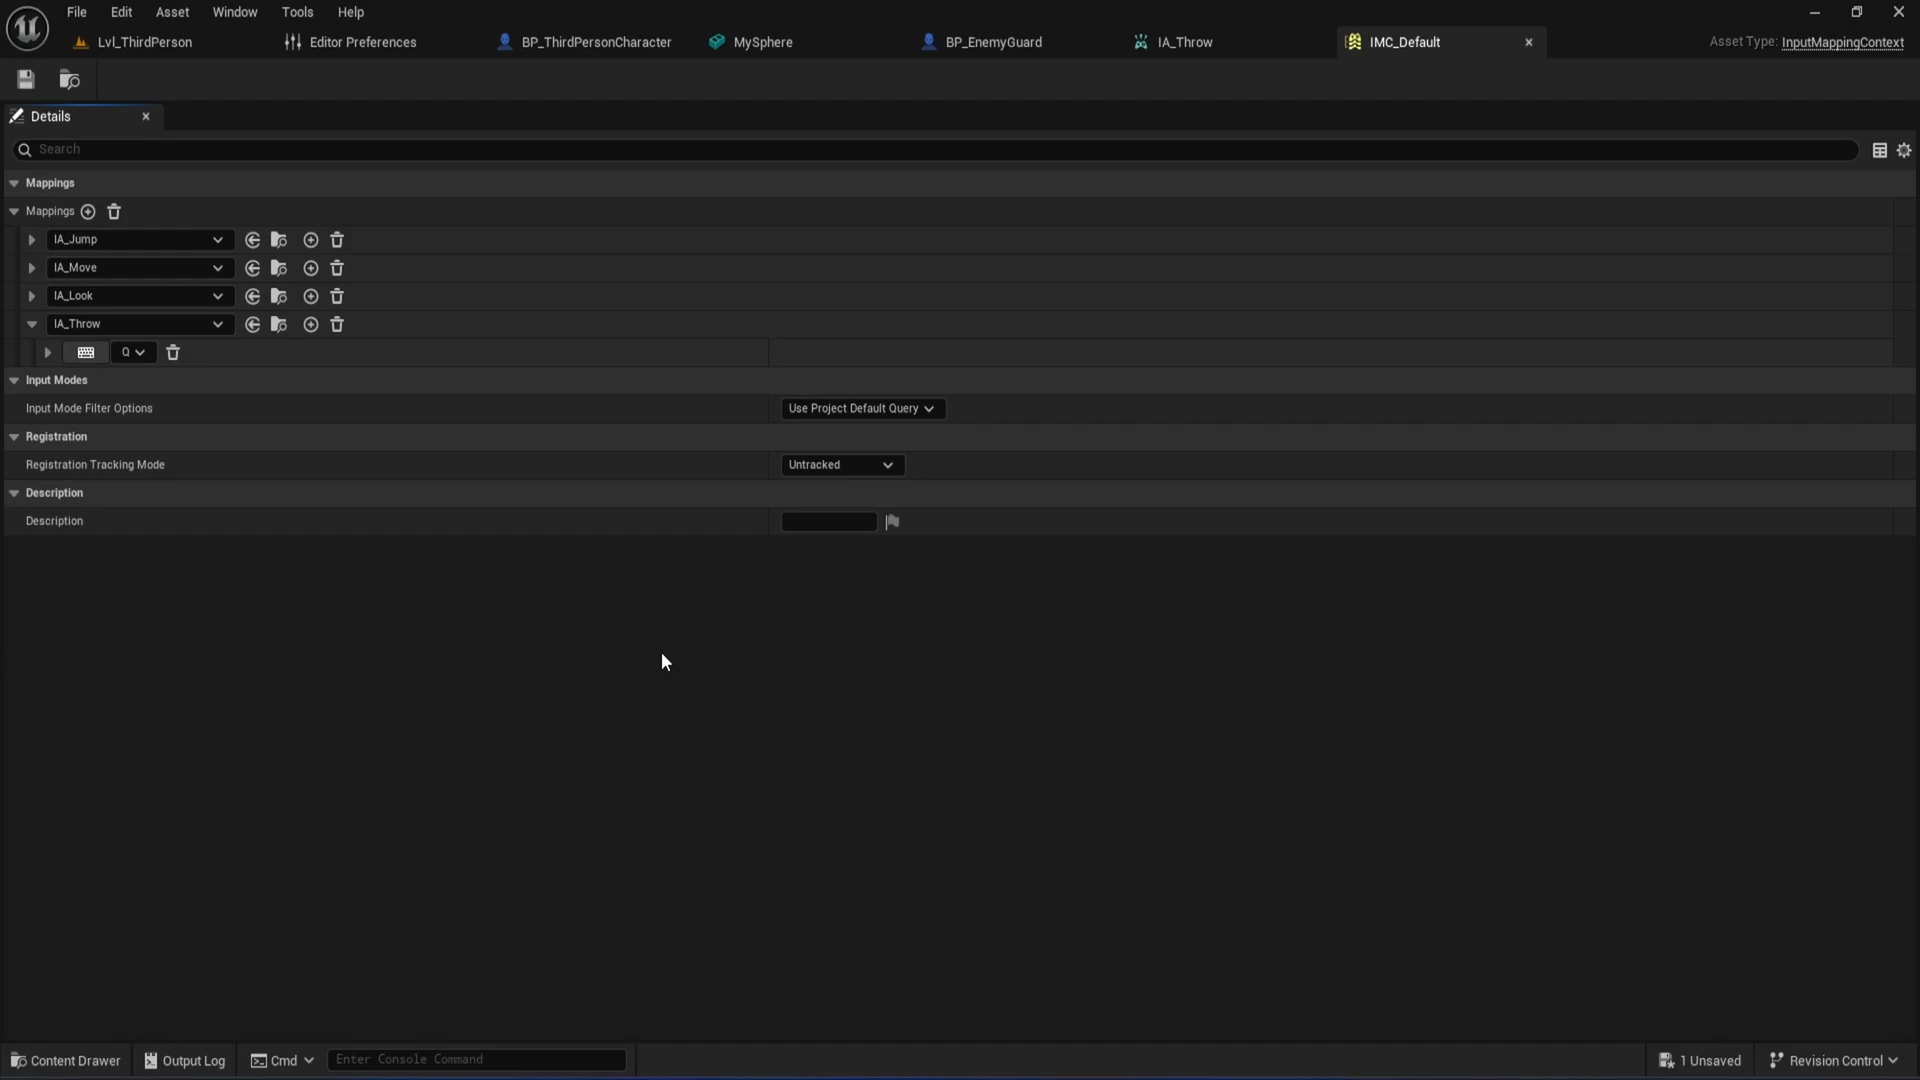 File Edit Asset Window Tools Help
Lvl_ThirdPerson Editor Preferences BP_ThirdPersonCharacter MySphere BP_EnemyGuard IA_Throw IMC_Default Asset Type: InputMappingContext
Details
Search
Mappings
Mappings
IA_Jump
IA_Move
IA_Look
IA_Throw
Q
Input Modes
Input Mode Filter Options Use Project Default Query
Registration
Registration Tracking Mode Untracked
Description
Description
Content Drawer Output Log Cmd Enter Console Command 1 Unsaved Revision Control